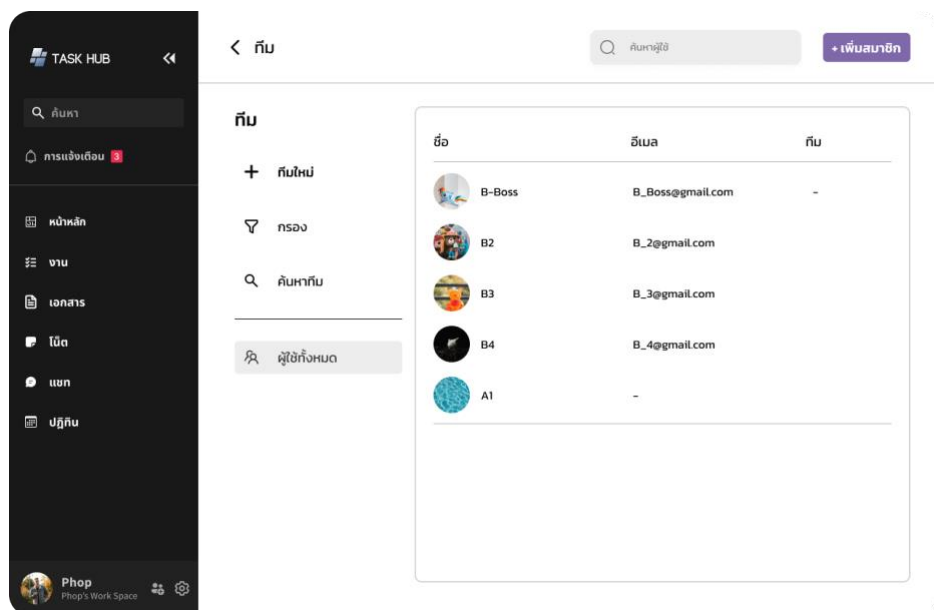 TASK HUB
ค้นหา
การแจ้งเตือน 3
หน้าหลัก
งาน
เอกสาร
โน๊ต
แชท
ปฏิทิน
Phop
Phop's Work Space
ทีม
ค้นหาผู้ใช้
+ เพิ่มสมาชิก
ทีม
ทีมใหม่
กรอง
ค้นหาทีม
ผู้ใช้ทั้งหมด
ชื่อ อีเมล ทีม
B-Boss B_Boss@gmail.com -
B2 B_2@gmail.com
B3 B_3@gmail.com
B4 B_4@gmail.com
A1 -